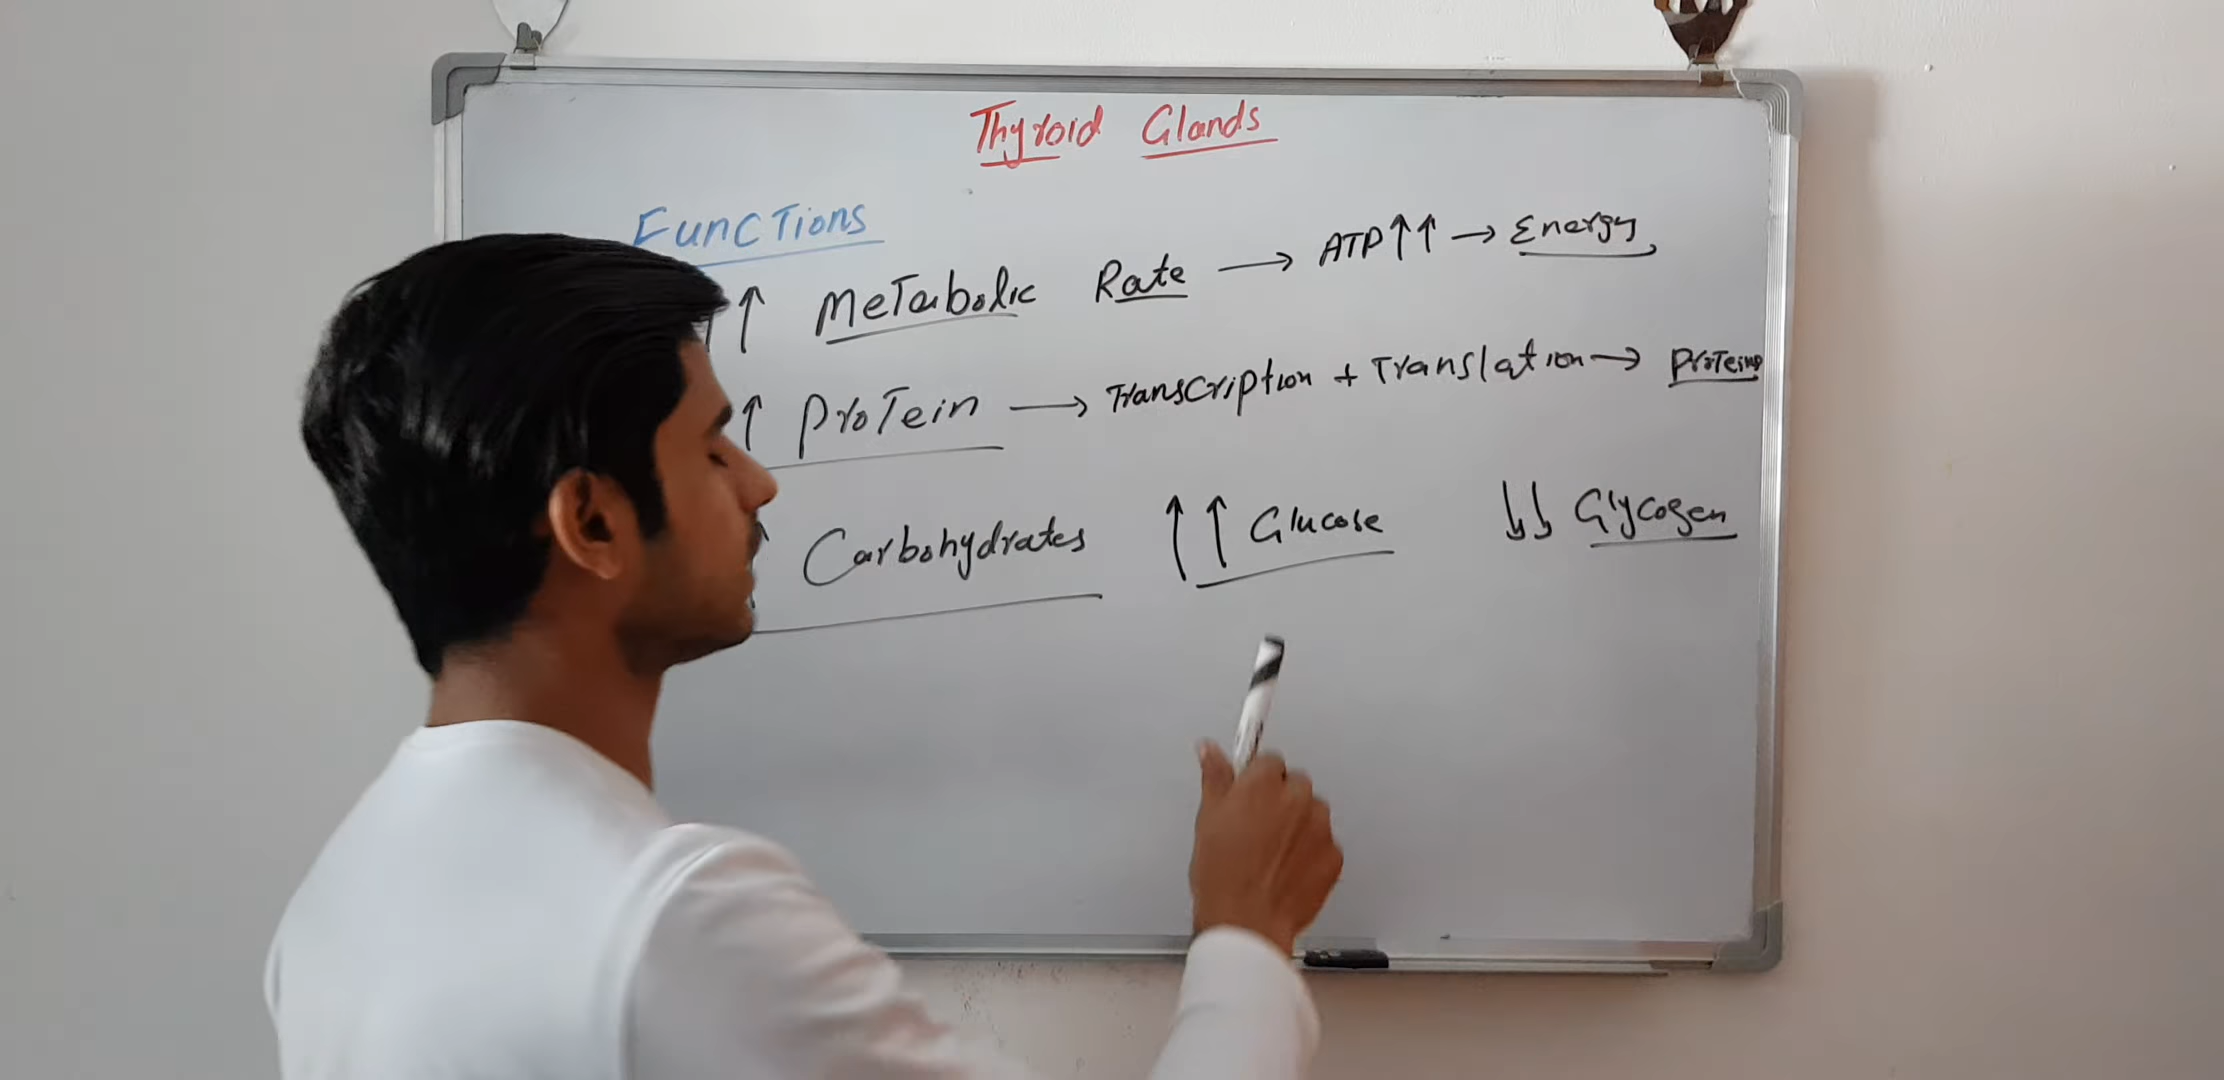 Thyroid Glands
Functions
↑↑ Metabolic Rate → ATP↑↑ → Energy
↑ Protein → Transcription + Translation → Proteins
↑ Carbohydrates ↑↑ Glucose ↓↓ Glycogen